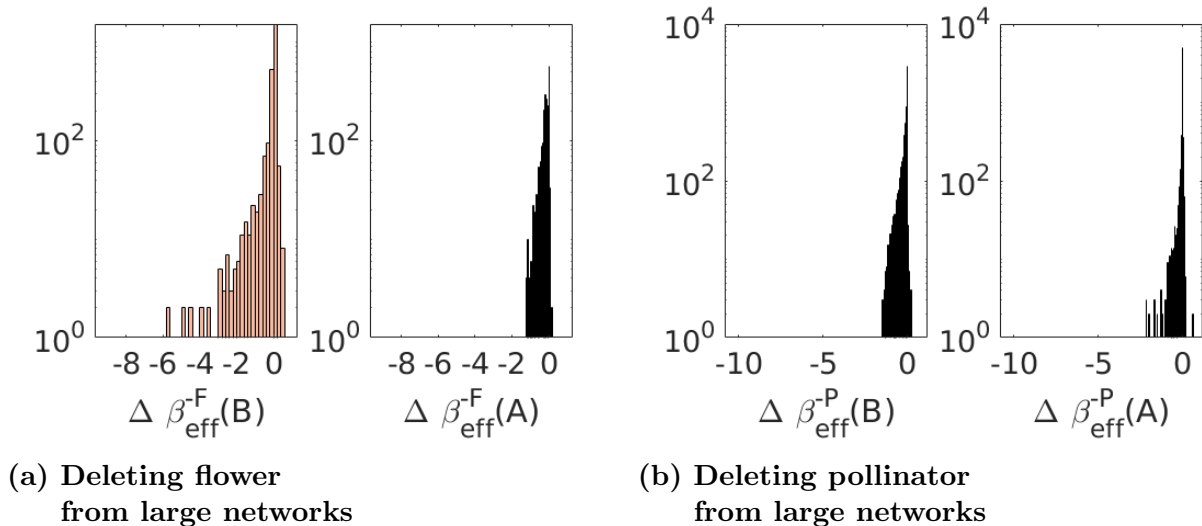 10^2
10^0
-8 -6 -4 -2 0
Δ β_eff^-F(B)
10^2
10^0
-8 -6 -4 -2 0
Δ β_eff^-F(A)
(a) Deleting flower
from large networks
10^4
10^2
10^0
-10 -5 0
Δ β_eff^-P(B)
10^4
10^2
10^0
-10 -5 0
Δ β_eff^-P(A)
(b) Deleting pollinator
from large networks